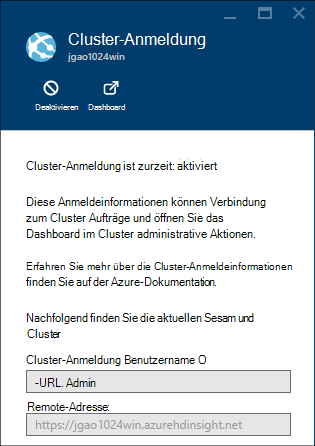 Cluster-Anmeldung
jgao1024win
Deaktivieren Dashboard
Cluster-Anmeldung ist zurzeit: aktiviert
Diese Anmeldeinformationen können Verbindung
zum Cluster Aufträge und öffnen Sie das
Dashboard im Cluster administrative Aktionen.
Erfahren Sie mehr über die Cluster-Anmeldeinformationen
finden Sie auf der Azure-Dokumentation.
Nachfolgend finden Sie die aktuellen Sesam und
Cluster
Cluster-Anmeldung Benutzername O
-URL. Admin
Remote-Adresse:
https://jgao1024win.azurehdinsight.net